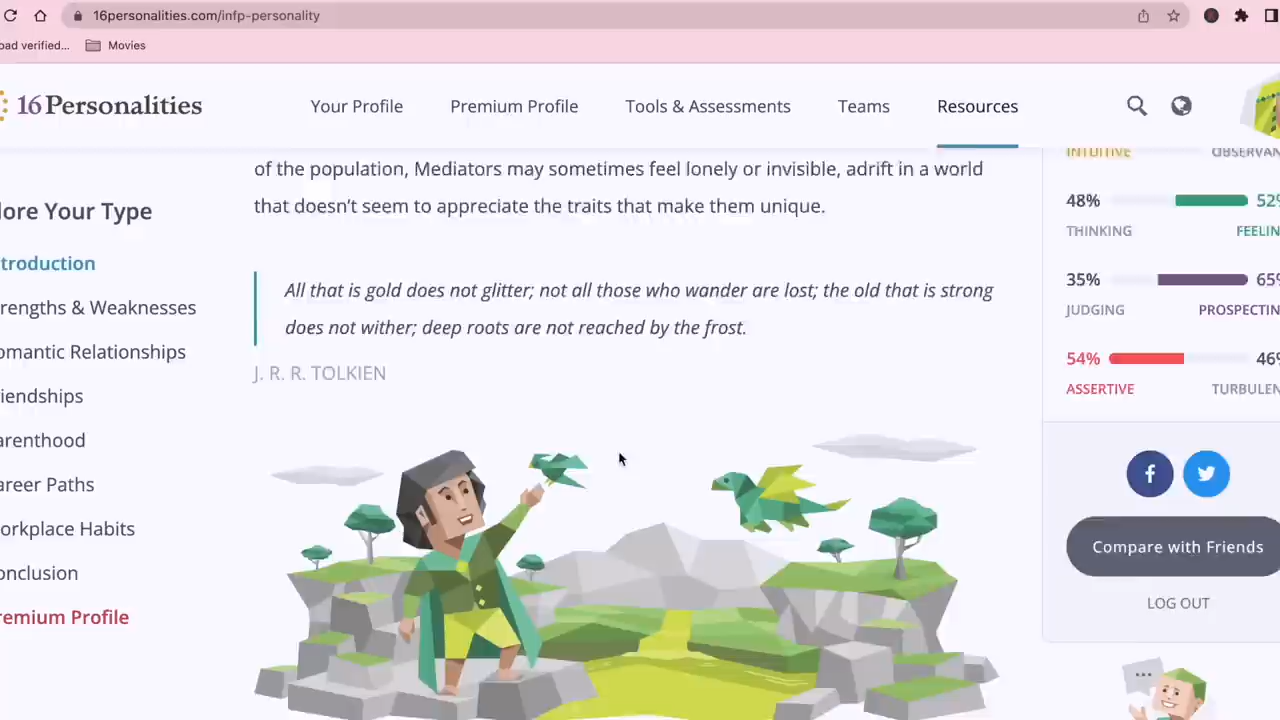 16personalities.com/infp-personality
oad verified...
Movies
16Personalities
Your Profile
Premium Profile
Tools & Assessments
Teams
Resources
of the population, Mediators may sometimes feel lonely or invisible, adrift in a world
that doesn't seem to appreciate the traits that make them unique.
All that is gold does not glitter; not all those who wander are lost; the old that is strong
does not wither; deep roots are not reached by the frost.
J. R. R. TOLKIEN
lore Your Type
troduction
rengths & Weaknesses
omantic Relationships
iendships
arenthood
areer Paths
orkplace Habits
onclusion
remium Profile
INTUITIVE OBSERVAN
48% 52%
THINKING FEELIN
35% 65%
JUDGING PROSPECTIN
54% 46%
ASSERTIVE TURBULEN
Compare with Friends
LOG OUT